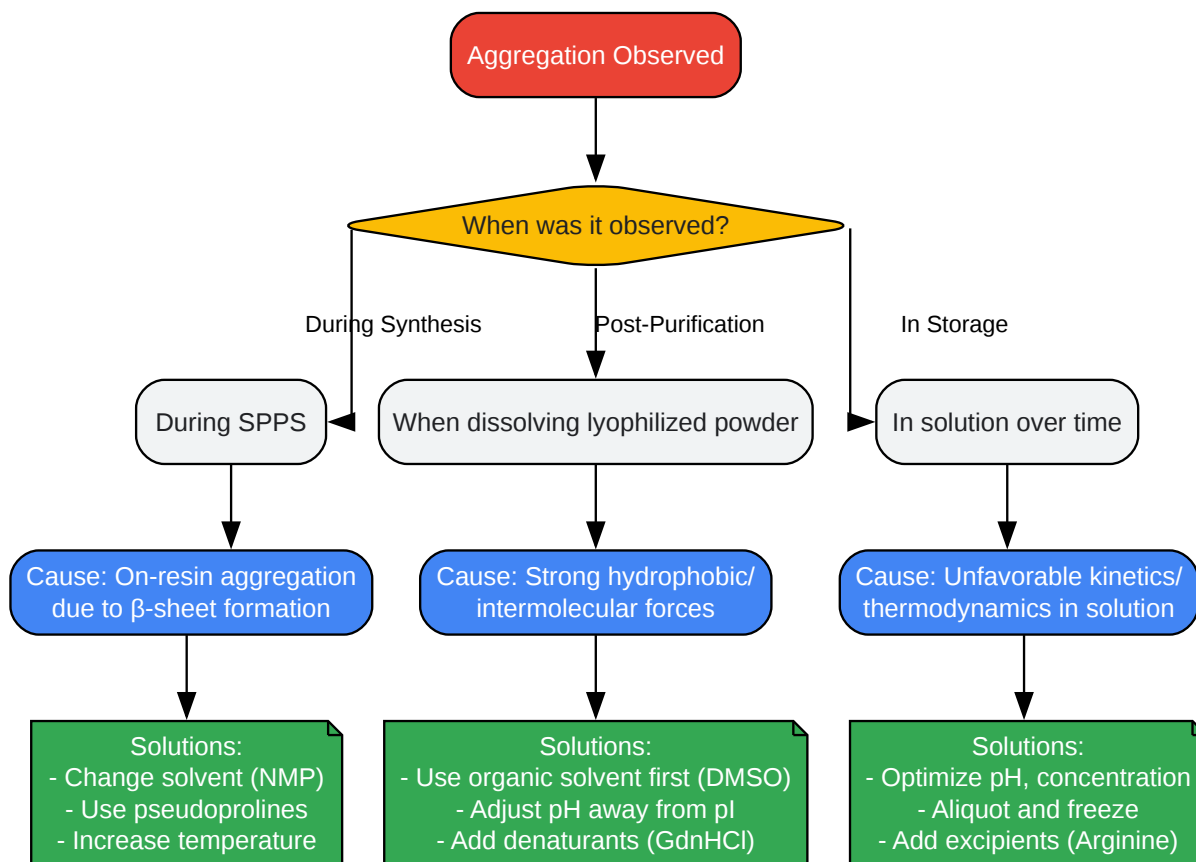 Aggregation Observed
When was it observed?
During Synthesis
Post-Purification
In Storage
During SPPS
When dissolving lyophilized powder
In solution over time
Cause: On-resin aggregation
due to β-sheet formation
Cause: Strong hydrophobic/
intermolecular forces
Cause: Unfavorable kinetics/
thermodynamics in solution
Solutions:
- Change solvent (NMP)
- Use pseudoprolines
- Increase temperature
Solutions:
- Use organic solvent first (DMSO)
- Adjust pH away from pI
- Add denaturants (GdnHCl)
Solutions:
- Optimize pH, concentration
- Aliquot and freeze
- Add excipients (Arginine)